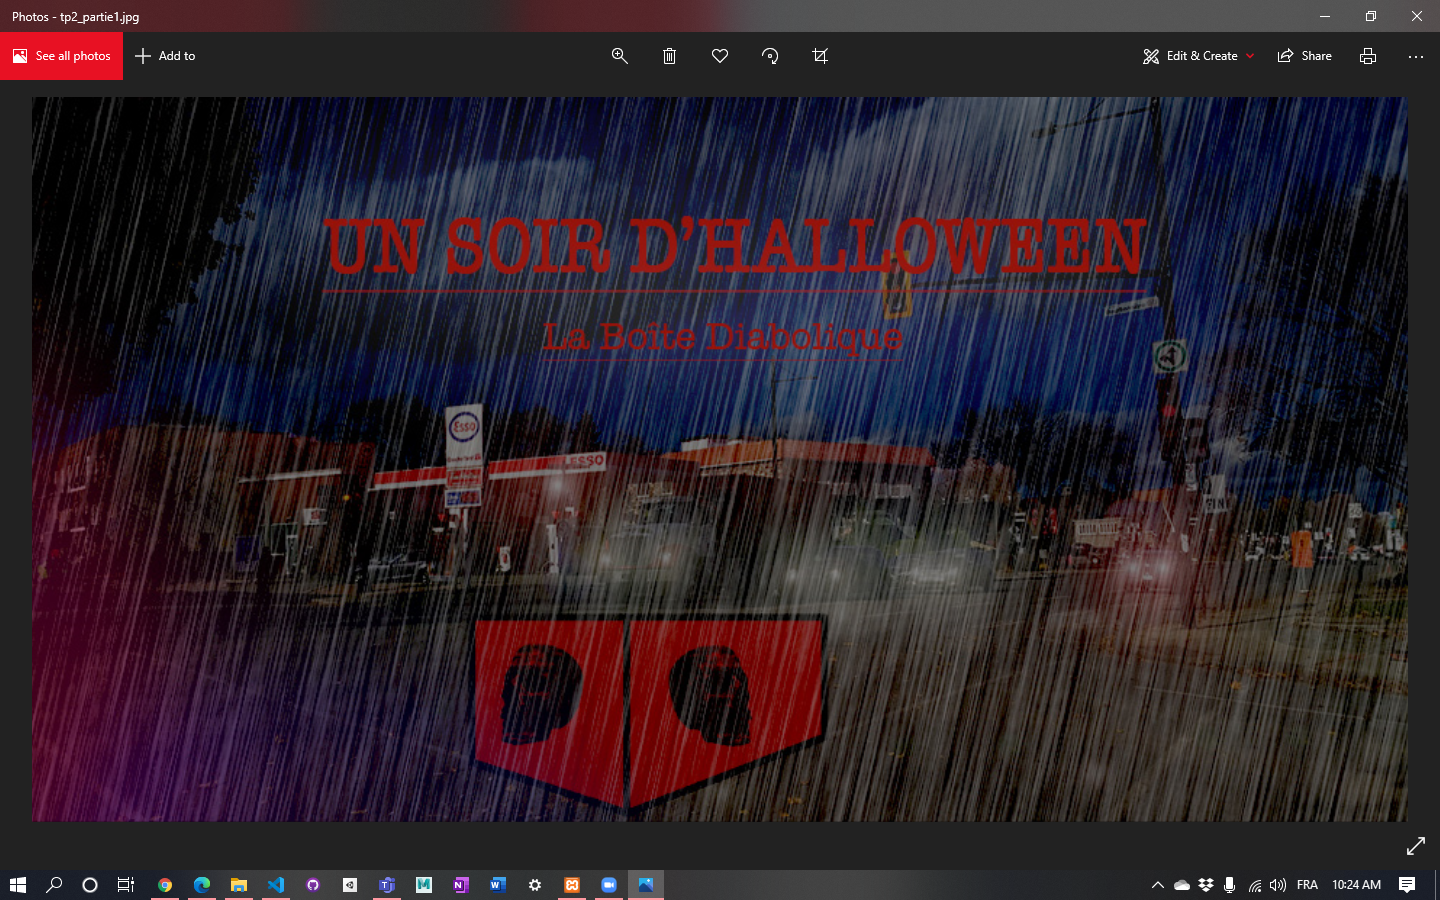 Photos - tp2_partie1.jpg
See all photos
Add to
Edit & Create
Share
UN SOIR D'HALLOWEEN
La Boîte Diabolique
Esso
ESSO
FRA
10:24 AM